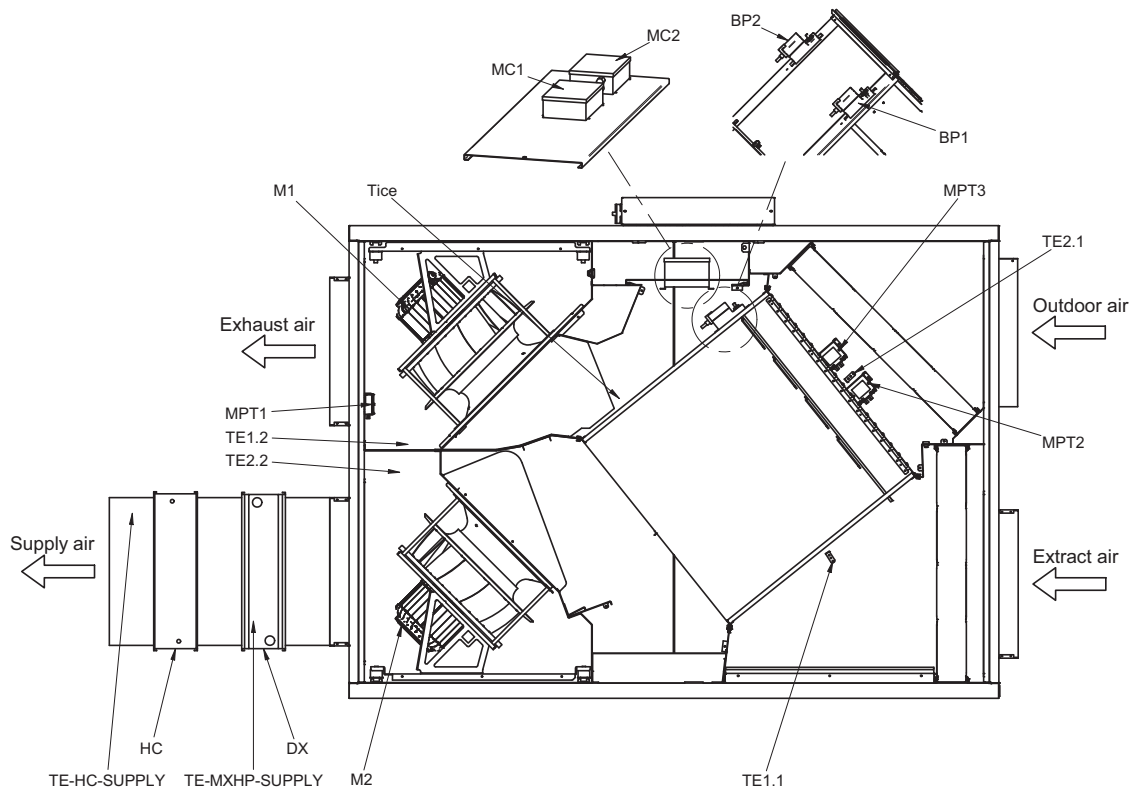 BP2
MC2
MC1
BP1
M1
Tice
MPT3
TE2.1
Exhaust air
Outdoor air
MPT1
TE1.2
TE2.2
MPT2
Supply air
Extract air
HC
DX
TE-HC-SUPPLY
TE-MXHP-SUPPLY
M2
TE1.1